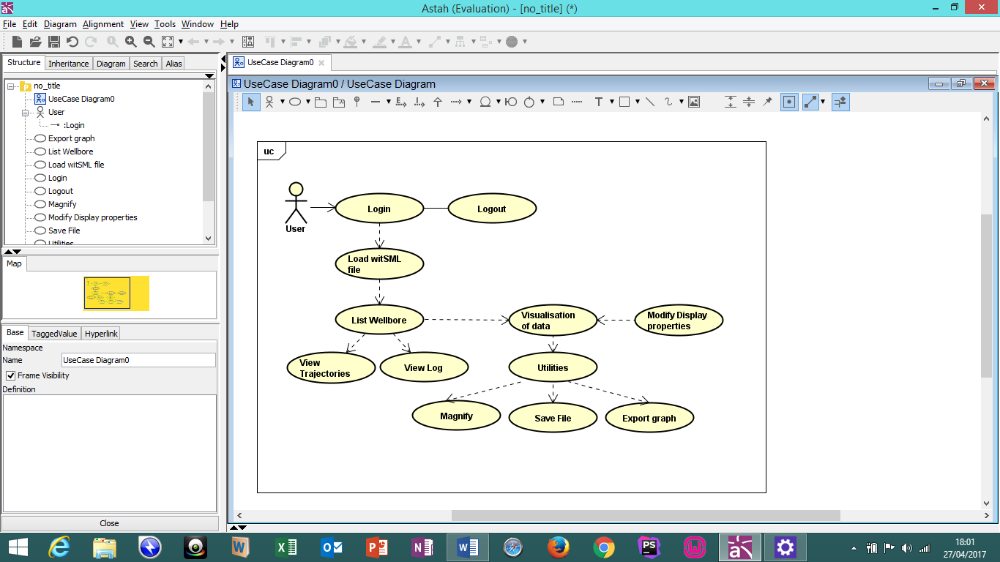 Astah (Evaluation) - [no_title] (*)
File Edit Diagram Alignment View Tools Window Help
Structure Inheritance Diagram Search Alias
no_title
UseCase Diagram0
User
:Login
Export graph
List Wellbore
Load witSML file
Login
Logout
Magnify
Modify Display properties
Save File
Utilities
Map
Base TaggedValue Hyperlink
Namespace
Name UseCase Diagram0
Frame Visibility
Definition
Close
UseCase Diagram0
UseCase Diagram0 / UseCase Diagram
T
uc
User
Login
Logout
Load witSML
file
List Wellbore
Visualisation
of data
Modify Display
properties
View
Trajectories
View Log
Utilities
Magnify
Save File
Export graph
18:01
27/04/2017